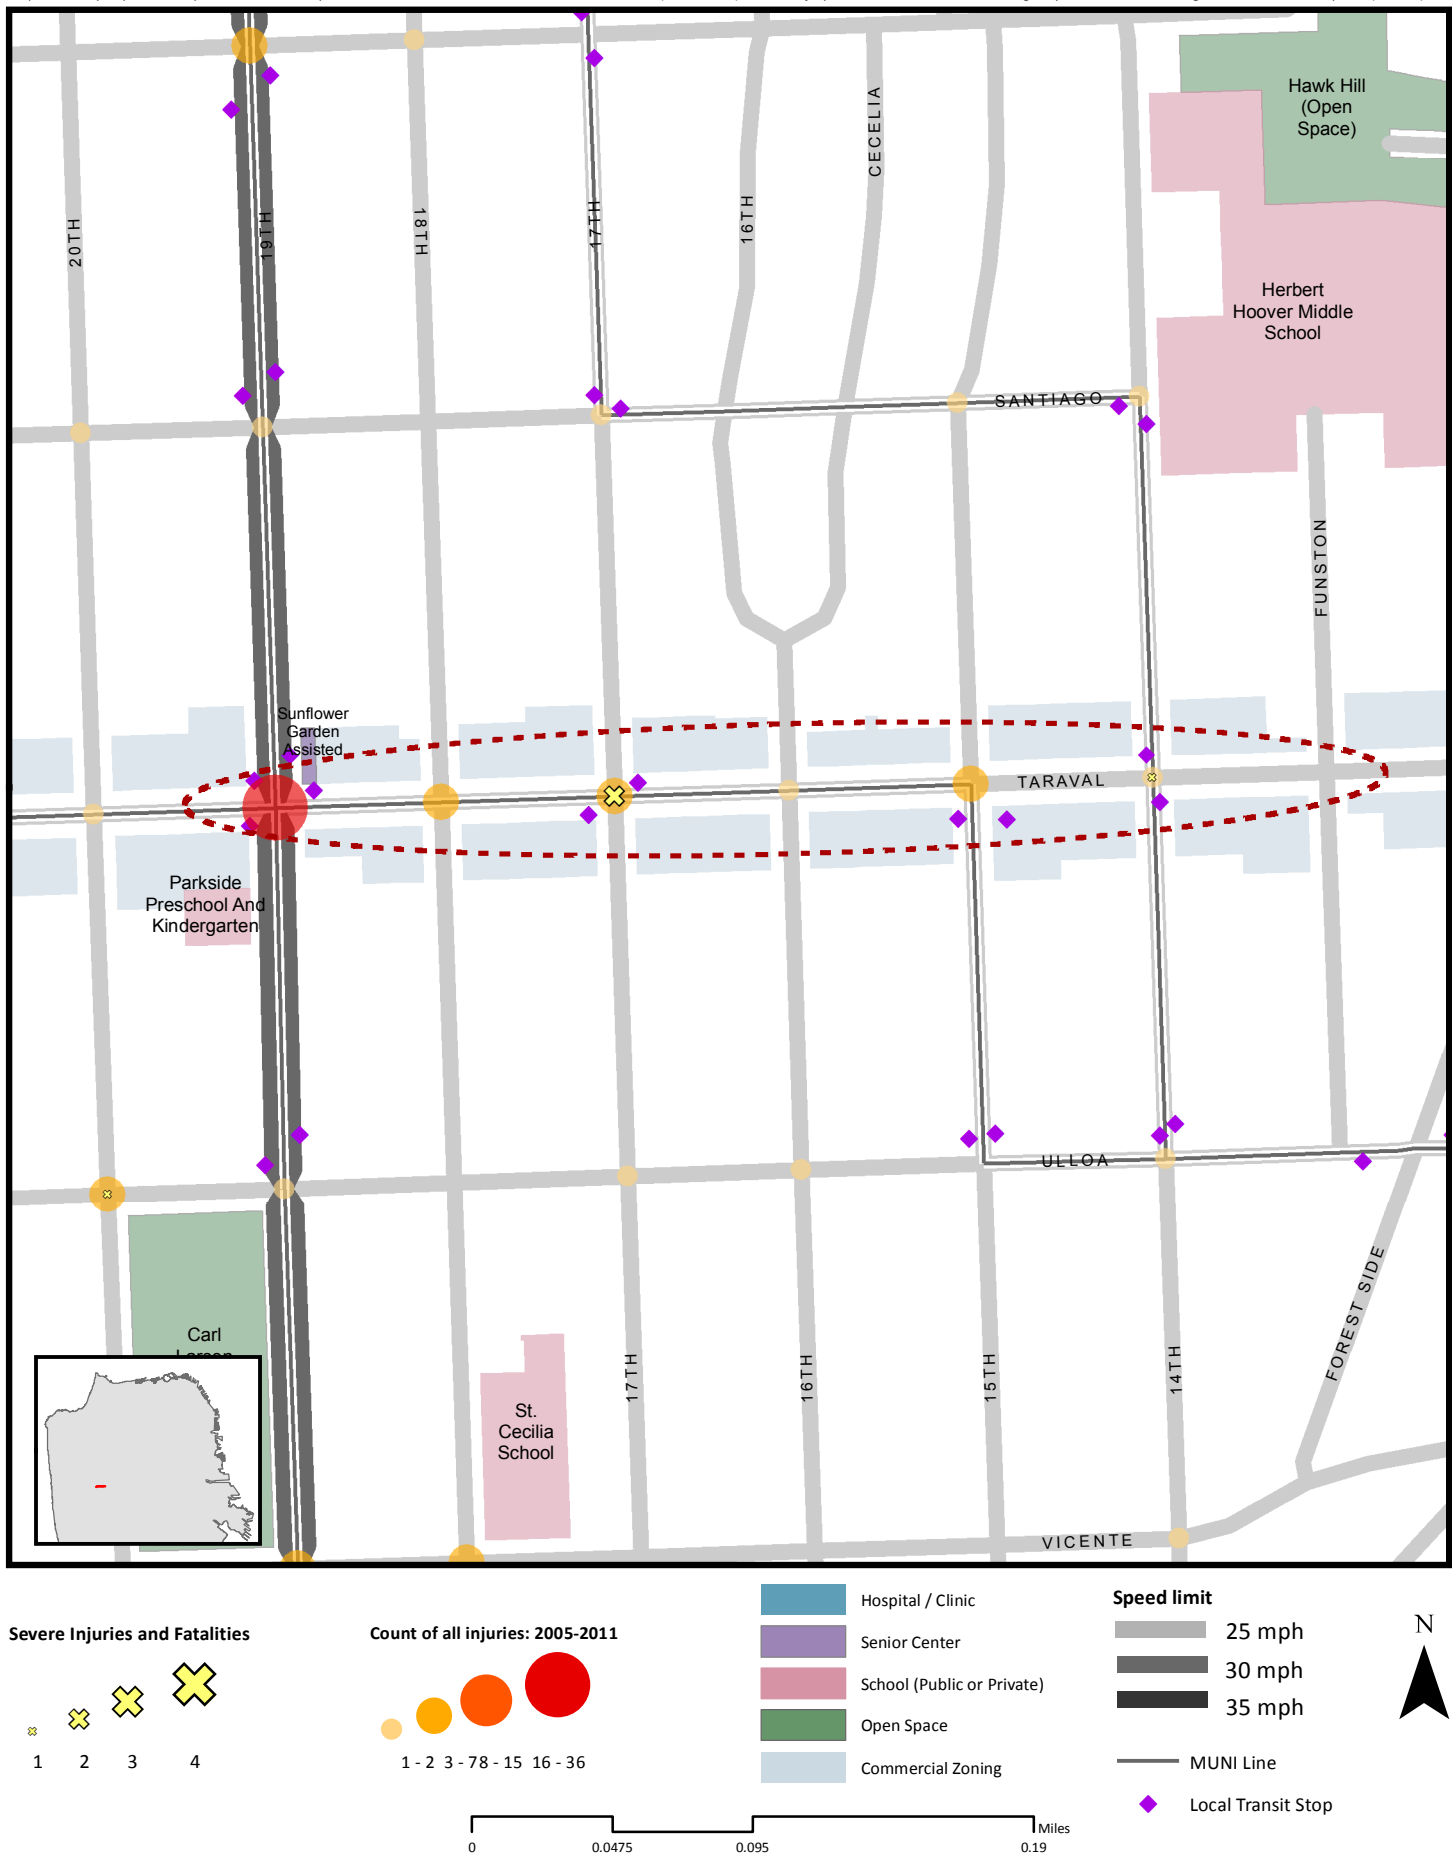 Hawk Hill
(Open
Space)
CECELIA
20TH
19TH
18TH
17TH
16TH
Herbert
Hoover Middle
School
SANTIAGO
FUNSTON
Sunflower
Garden
Assisted
TARAVAL
Parkside
Preschool And
Kindergarten
ULLOA
FOREST SIDE
Carl
St.
Cecilia
School
17TH
16TH
15TH
14TH
VICENTE
Severe Injuries and Fatalities
1 2 3 4
Count of all injuries: 2005-2011
1 - 2 3 - 78 - 15 16 - 36
Hospital / Clinic
Senior Center
School (Public or Private)
Open Space
Commercial Zoning
Speed limit
25 mph
30 mph
35 mph
MUNI Line
Local Transit Stop
N
Miles
0 0.0475 0.095 0.19